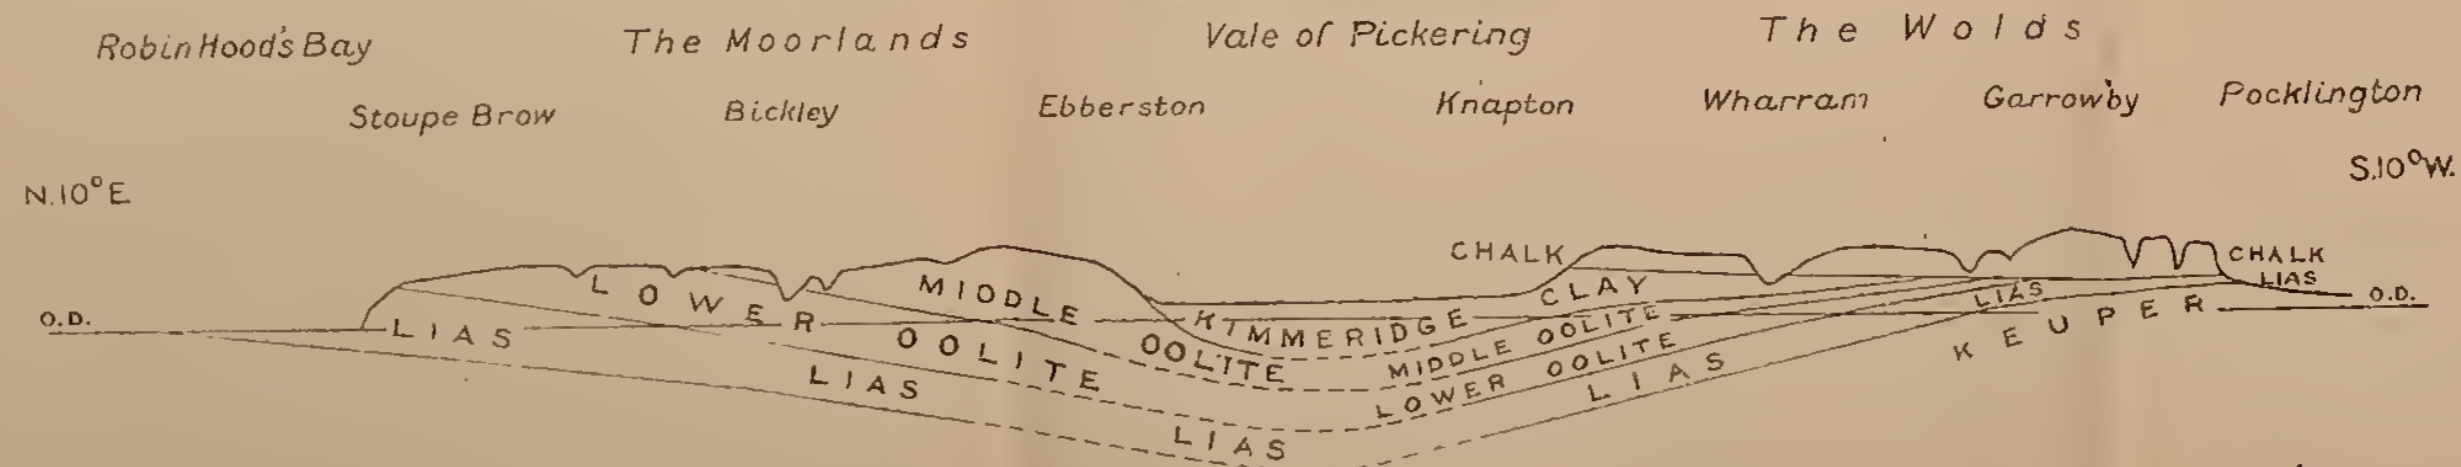 Robin Hood's Bay The Moorlands Vale of Pickering The Wolds
Stoupe Brow Bickley Ebberston Knapton Wharram Garrowby Pocklington
N.10°E S.10°W.
CHALK CHALK
LOWER OOLITE MIDDLE OOLITE KIMMERIDGE CLAY LIAS
O.D. LIAS MIDDLE OOLITE LIAS KEUPER O.D.
LIAS LOWER OOLITE LIAS
LIAS